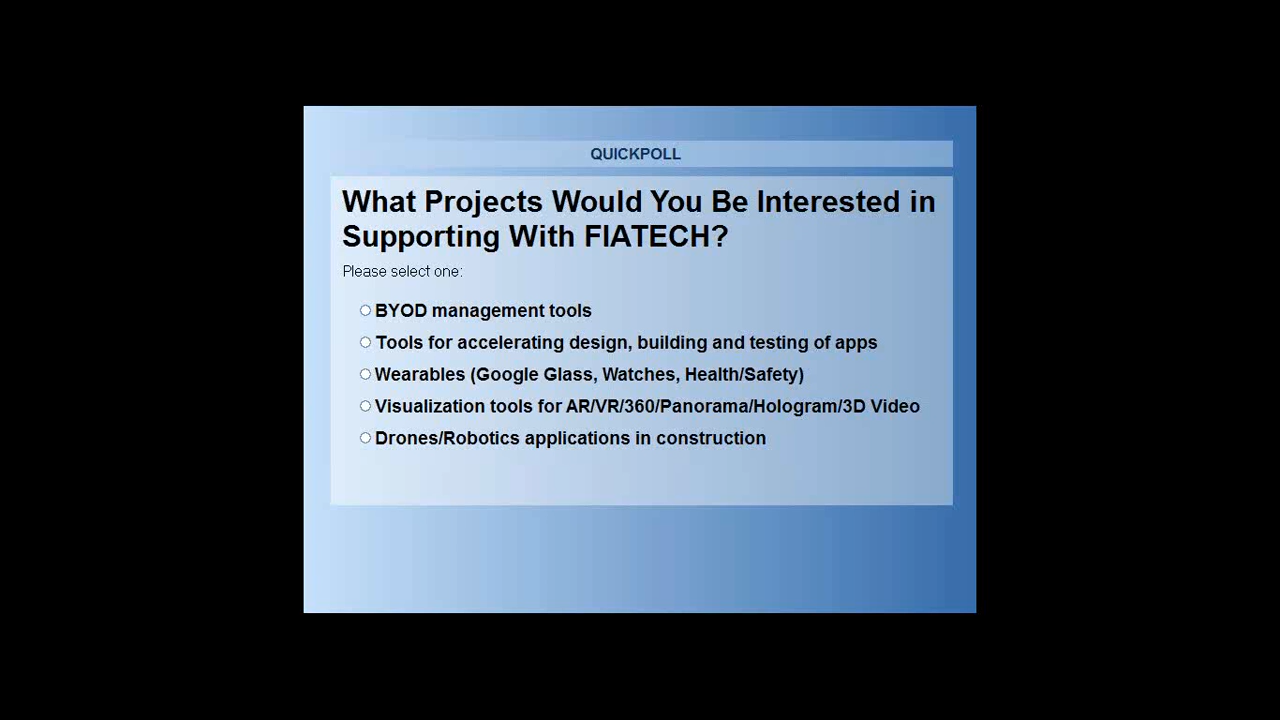 QUICKPOLL
What Projects Would You Be Interested in
Supporting With FIATECH?
Please select one:
BYOD management tools
Tools for accelerating design, building and testing of apps
Wearables (Google Glass, Watches, Health/Safety)
Visualization tools for AR/VR/360/Panorama/Hologram/3D Video
Drones/Robotics applications in construction